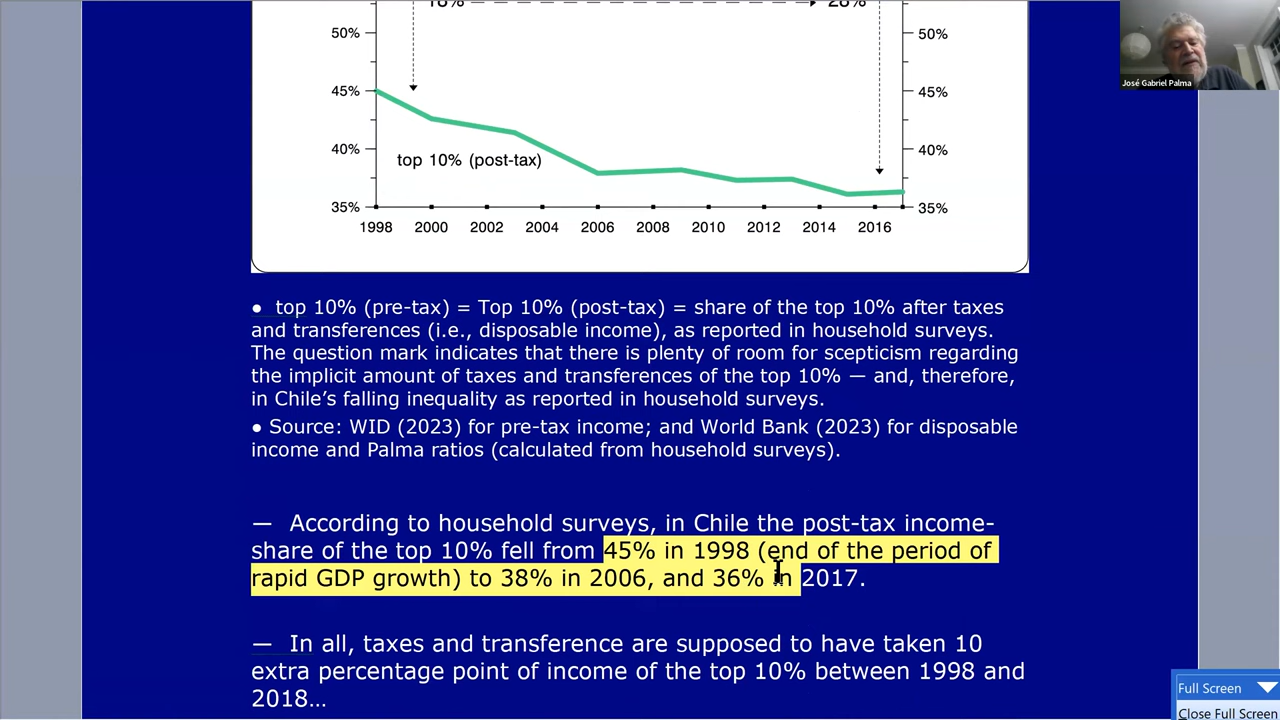 18% 28%
50% 50%
José Gabriel Palma
45% 45%
40% 40%
top 10% (post-tax)
35% 35%
1998 2000 2002 2004 2006 2008 2010 2012 2014 2016
● top 10% (pre-tax) = Top 10% (post-tax) = share of the top 10% after taxes
and transferences (i.e., disposable income), as reported in household surveys.
The question mark indicates that there is plenty of room for scepticism regarding
the implicit amount of taxes and transferences of the top 10% — and, therefore,
in Chile’s falling inequality as reported in household surveys.
● Source: WID (2023) for pre-tax income; and World Bank (2023) for disposable
income and Palma ratios (calculated from household surveys).
— According to household surveys, in Chile the post-tax income-
share of the top 10% fell from 45% in 1998 (end of the period of
rapid GDP growth) to 38% in 2006, and 36% in 2017.
— In all, taxes and transference are supposed to have taken 10
extra percentage point of income of the top 10% between 1998 and
2018…
Full Screen
Close Full Screen